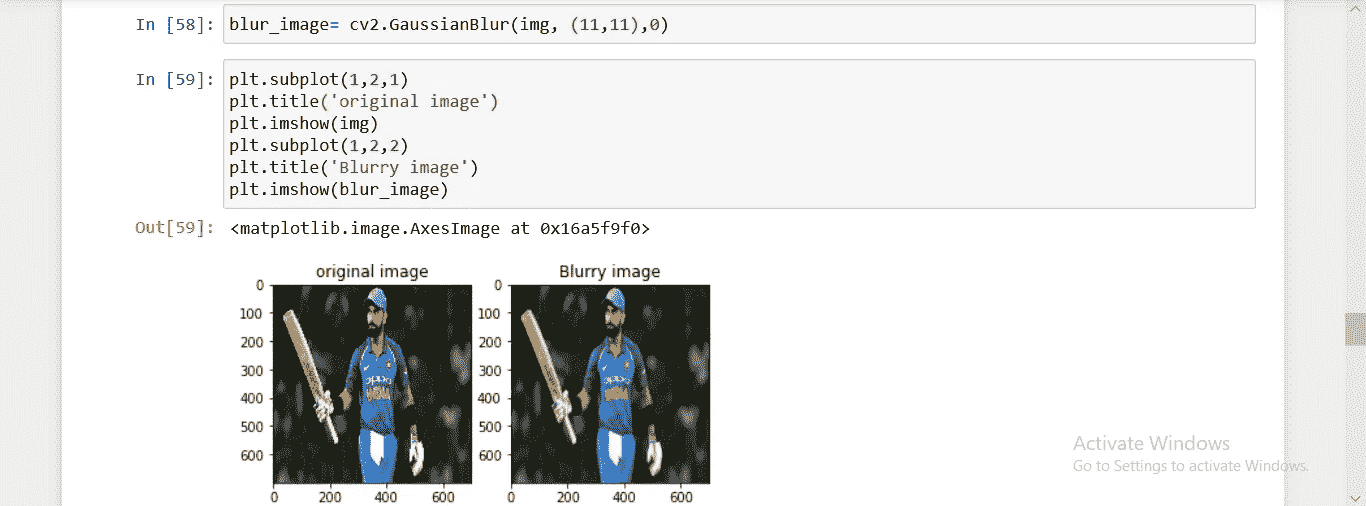 In [58]: blur_image= cv2.GaussianBlur(img, (11,11),0)
In [59]: plt.subplot(1,2,1)
plt.title('original image')
plt.imshow(img)
plt.subplot(1,2,2)
plt.title('Blurry image')
plt.imshow(blur_image)
Out[59]: <matplotlib.image.AxesImage at 0x16a5f9f0>
original image
0
100
200
300
400
500
600
0 200 400 600
oppo
Blurry image
0
100
200
300
400
500
600
0 200 400 600
oppo
Activate Windows
Go to Settings to activate Windows.